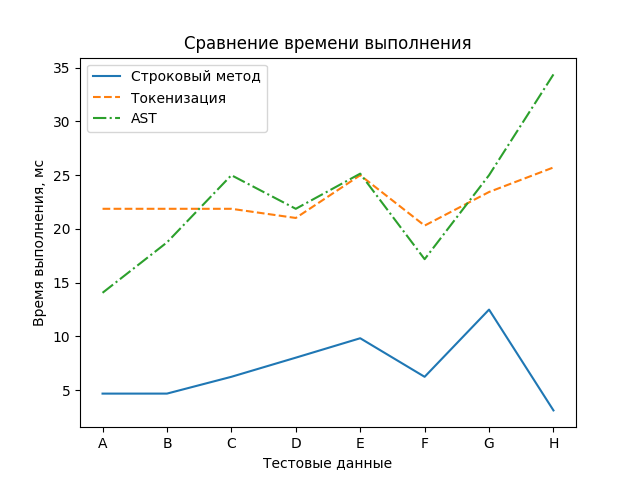 Сравнение времени выполнения
Строковый метод
Токенизация
AST
Время выполнения, мс
35
30
25
20
15
10
5
A B C D E F G H
Тестовые данные